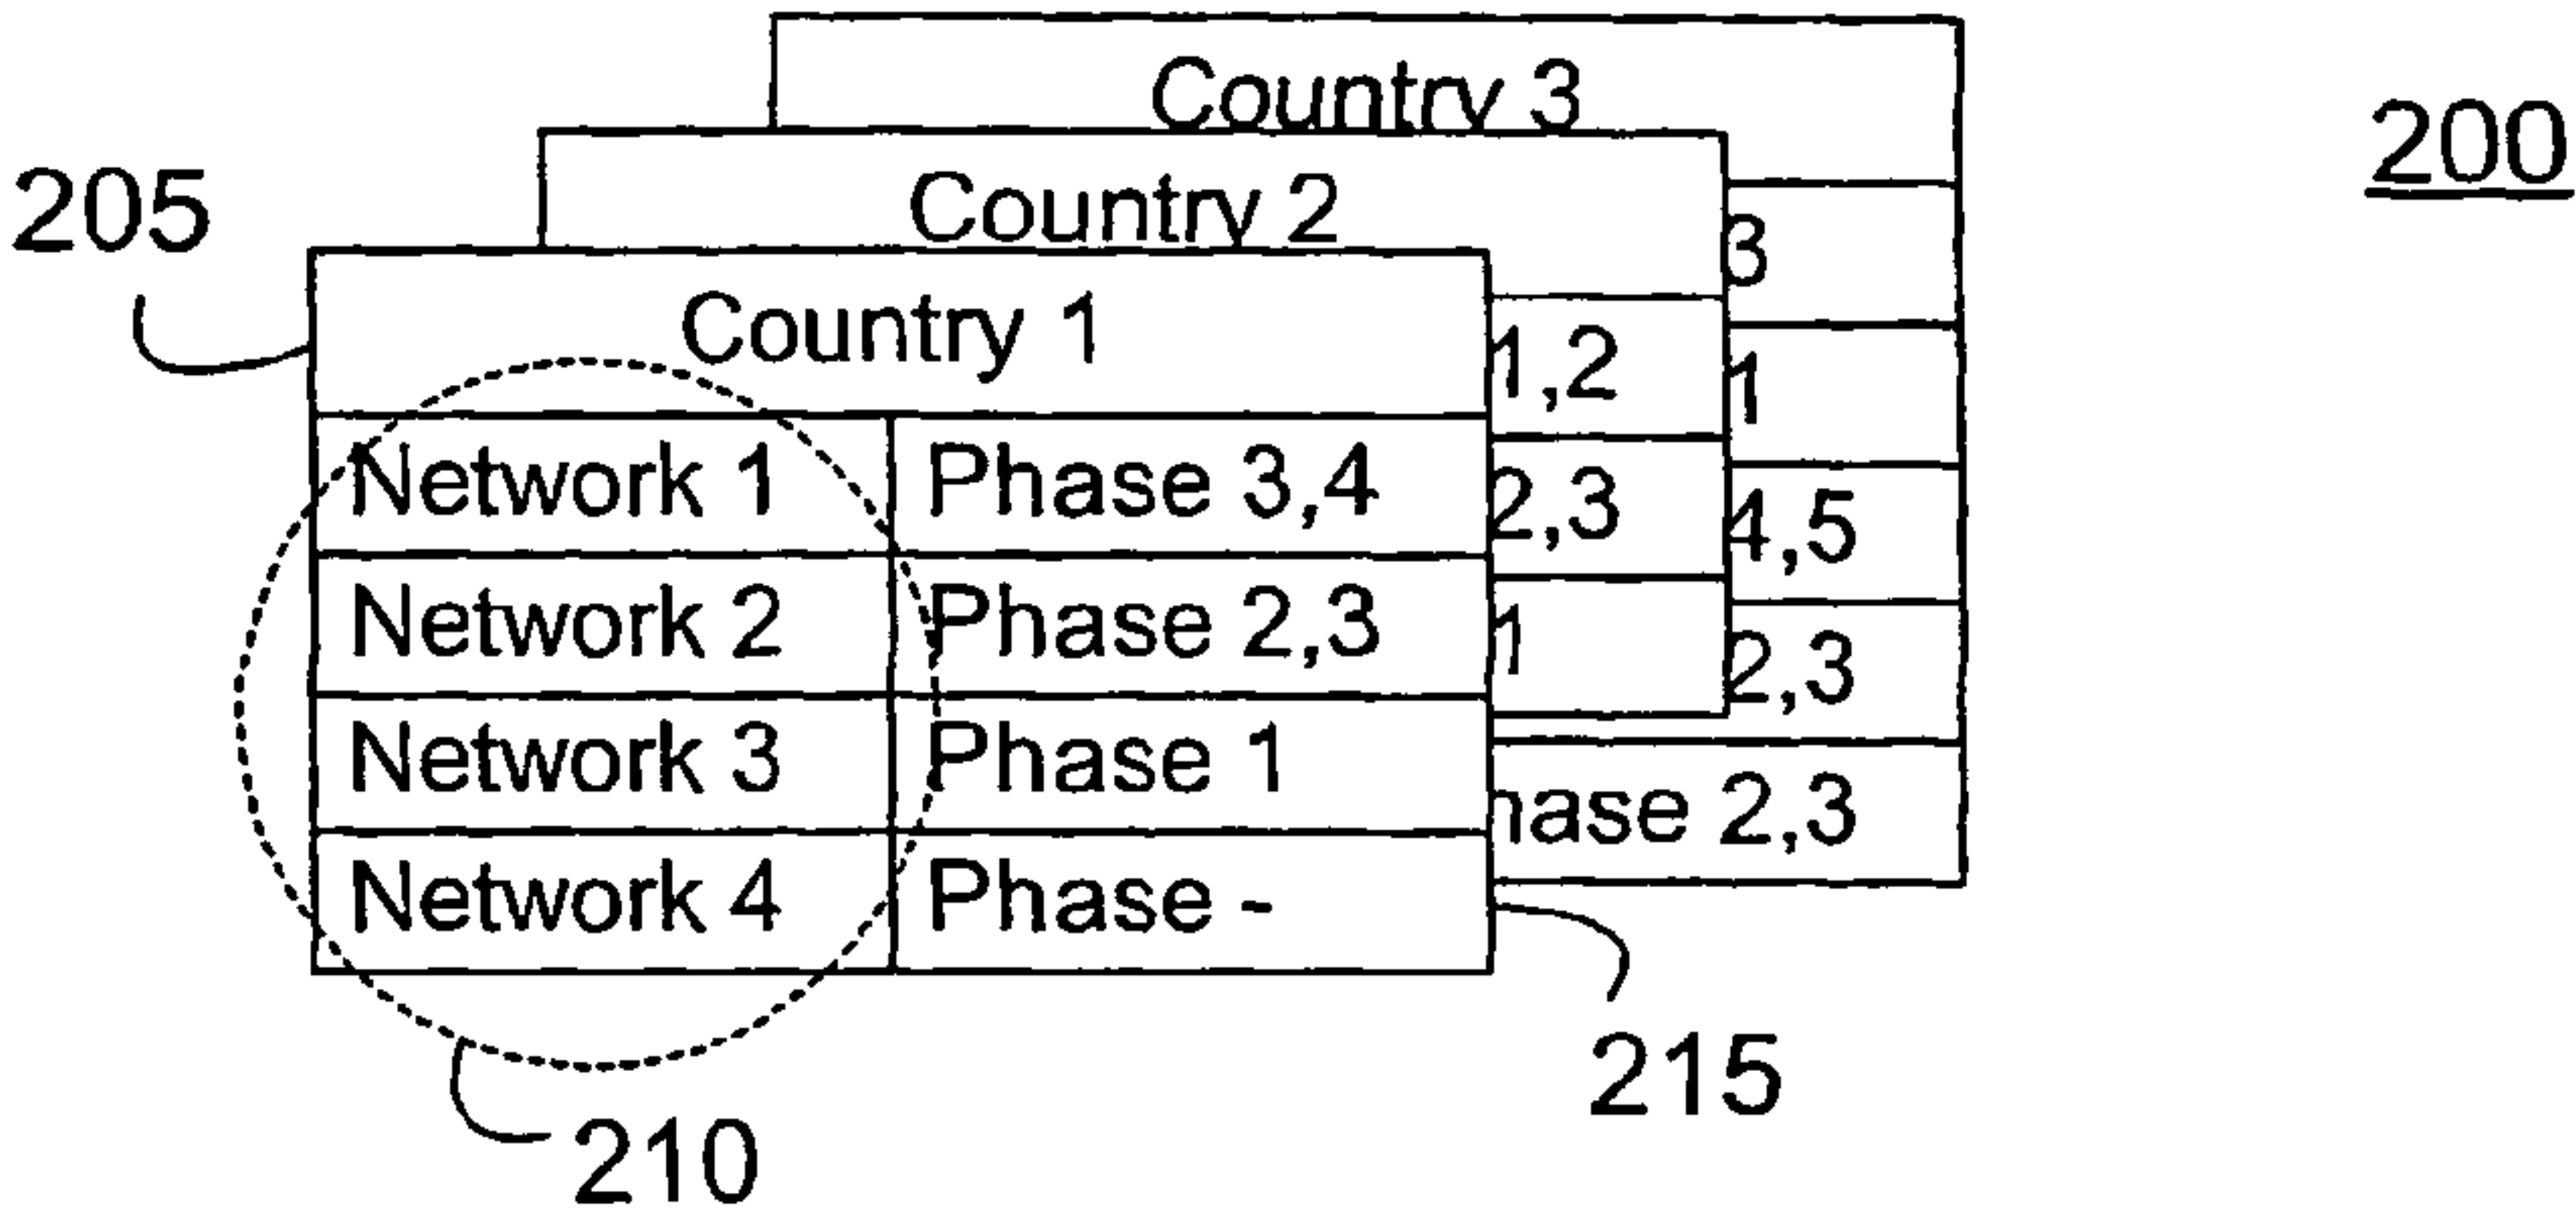 Country 3
200
Country 2
205
3
Country 1
1,2
1
Network 1 Phase 3,4
2,3
4,5
Network 2 Phase 2,3
1
2,3
Network 3 Phase 1
hase 2,3
Network 4 Phase -
215
210